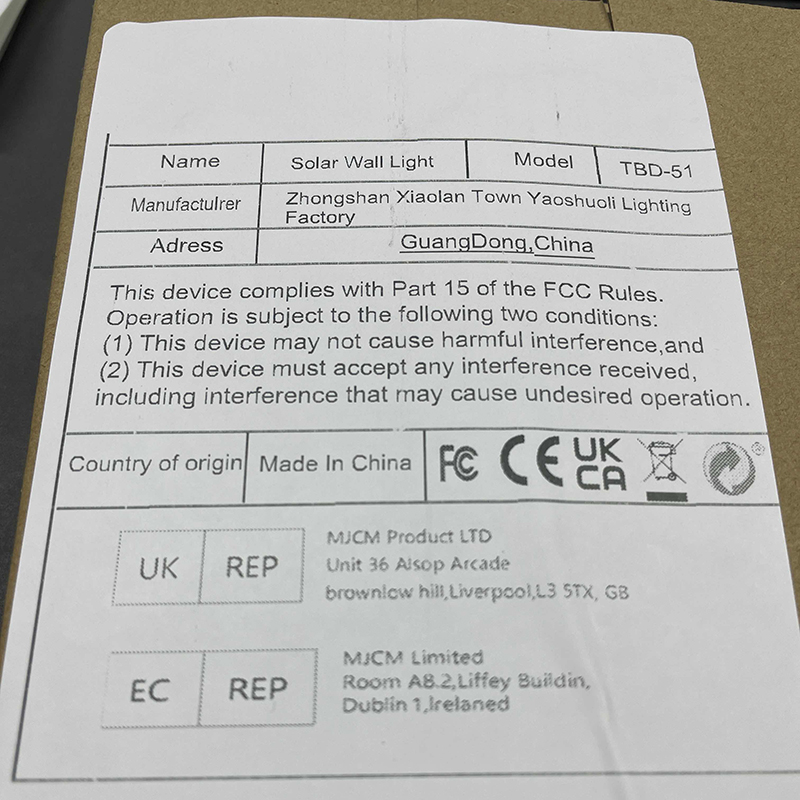 Name Solar Wall Light Model TBD-51
Manufactulrer Zhongshan Xiaolan Town Yaoshuoli Lighting
Factory
Adress GuangDong,China
This device complies with Part 15 of the FCC Rules.
Operation is subject to the following two conditions:
(1) This device may not cause harmful interference,and
(2) This device must accept any interference received,
including interference that may cause undesired operation.
Country of origin Made In China FC CE UK
CA
UK REP
MJCM Product LTD
Unit 36 Alsop Arcade
brownlow hill,Liverpool,L3 5TX, GB
EC REP
MJCM Limited
Room A8.2,Liffey Buildin,
Dublin 1,Irelaned